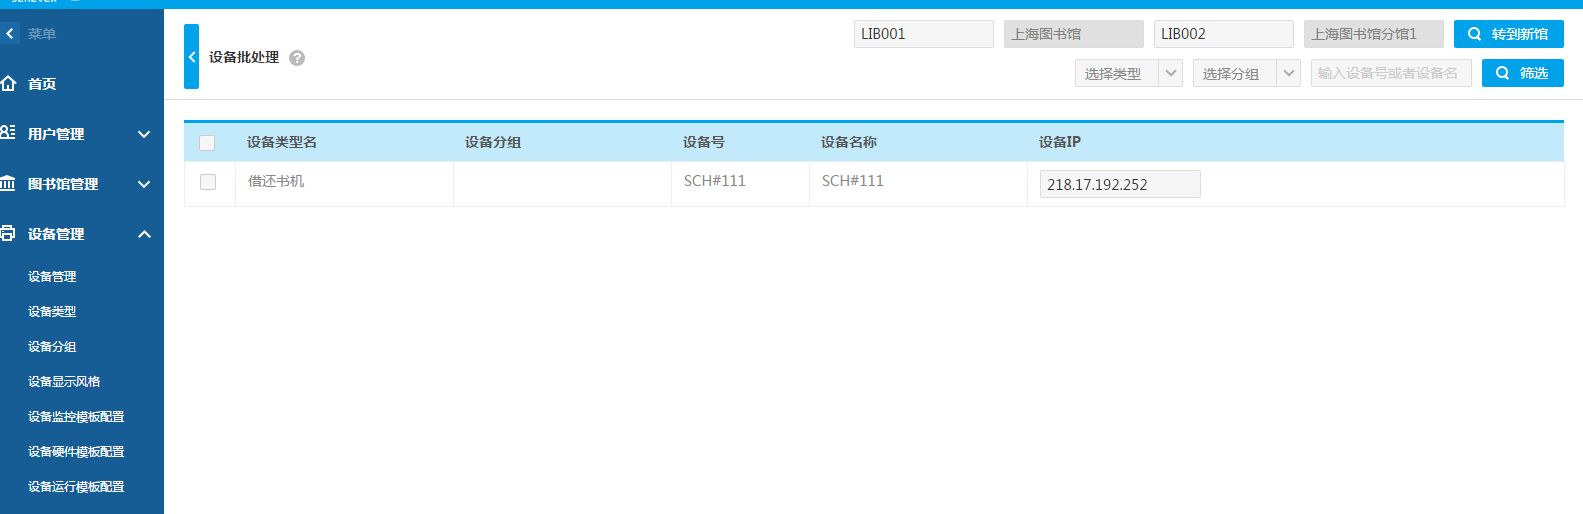 菜单
首页
用户管理
图书馆管理
设备管理
设备管理
设备类型
设备分组
设备显示风格
设备监控模板配置
设备硬件模板配置
设备运行模板配置
设备批处理 ?
LIB001 上海图书馆 LIB002 上海图书馆分馆1 转到新馆
选择类型 选择分组 输入设备号或者设备名 筛选
设备类型名 设备分组 设备号 设备名称 设备IP
借还书机 SCH#111 SCH#111 218.17.192.252